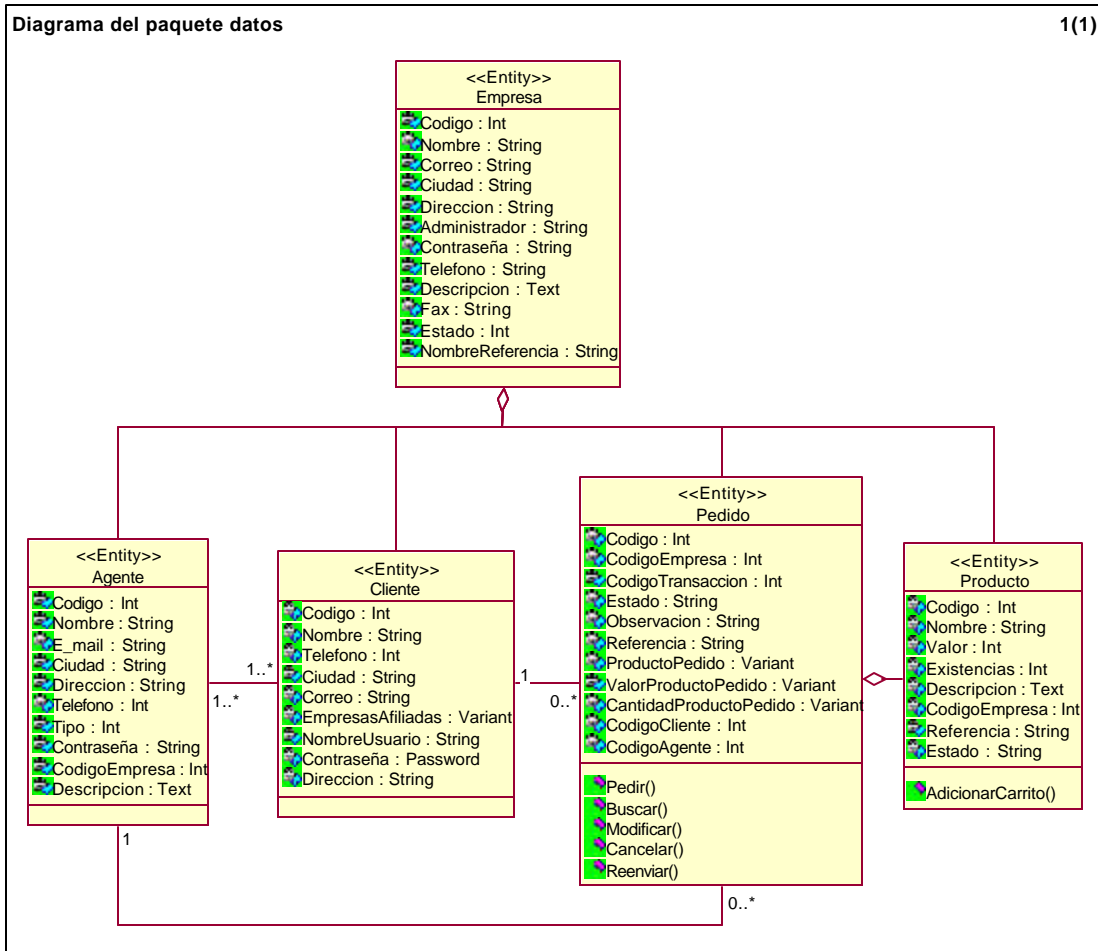 Diagrama del paquete datos
1(1)
<<Entity>>
Empresa
Codigo : Int
Nombre : String
Correo : String
Ciudad : String
Direccion : String
Administrador : String
Contraseña : String
Telefono : String
Descripcion : Text
Fax : String
Estado : Int
NombreReferencia : String
<<Entity>>
Agente
Codigo : Int
Nombre : String
E_mail : String
Ciudad : String
Direccion : String
Telefono : Int
Tipo : Int
Contraseña : String
CodigoEmpresa : Int
Descripcion : Text
1..*
1..*
<<Entity>>
Cliente
Codigo : Int
Nombre : String
Telefono : Int
Ciudad : String
Correo : String
EmpresasAfiliadas : Variant
NombreUsuario : String
Contraseña : Password
Direccion : String
1
0..*
<<Entity>>
Pedido
Codigo : Int
CodigoEmpresa : Int
CodigoTransaccion : Int
Estado : String
Observacion : String
Referencia : String
ProductoPedido : Variant
ValorProductoPedido : Variant
CantidadProductoPedido : Variant
CodigoCliente : Int
CodigoAgente : Int
Pedir()
Buscar()
Modificar()
Cancelar()
Reenviar()
<<Entity>>
Producto
Codigo : Int
Nombre : String
Valor : Int
Existencias : Int
Descripcion : Text
CodigoEmpresa : Int
Referencia : String
Estado : String
AdicionarCarrito()
1
0..*